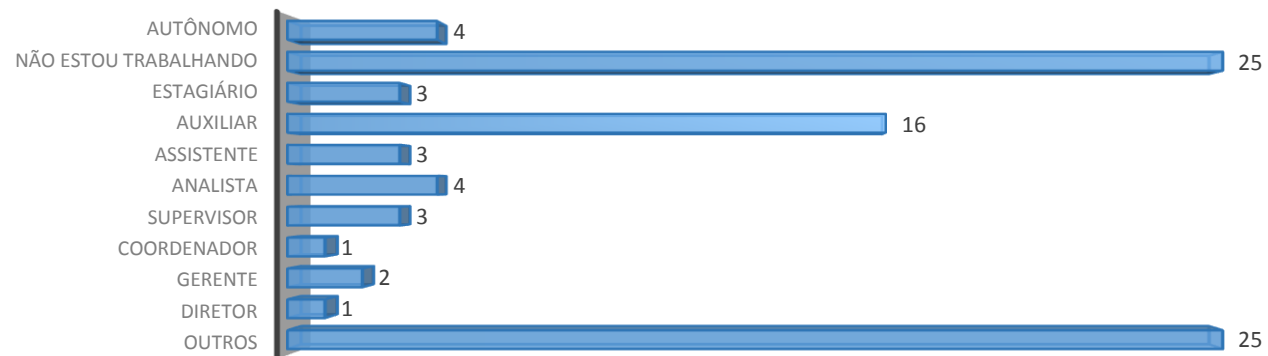 AUTÔNOMO 4
NÃO ESTOU TRABALHANDO 25
ESTAGIÁRIO 3
AUXILIAR 16
ASSISTENTE 3
ANALISTA 4
SUPERVISOR 3
COORDENADOR 1
GERENTE 2
DIRETOR 1
OUTROS 25